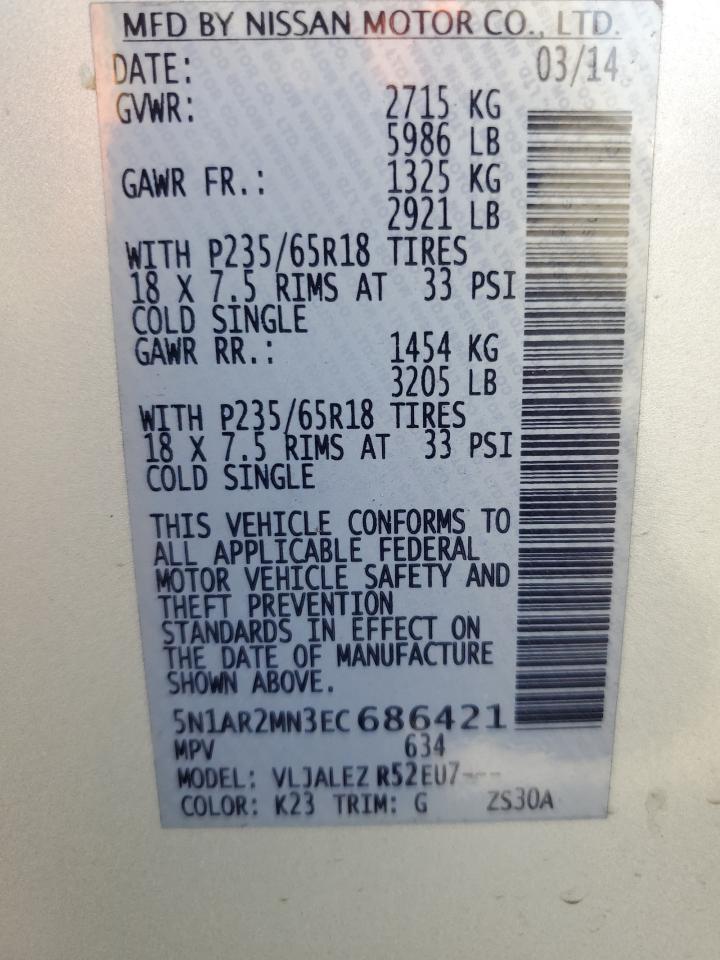 MFD BY NISSAN MOTOR CO., LTD.
DATE: 03/14
GVWR: 2715 KG
5986 LB
GAWR FR.: 1325 KG
2921 LB
WITH P235/65R18 TIRES
18 X 7.5 RIMS AT 33 PSI
COLD SINGLE
GAWR RR.: 1454 KG
3205 LB
WITH P235/65R18 TIRES
18 X 7.5 RIMS AT 33 PSI
COLD SINGLE
THIS VEHICLE CONFORMS TO
ALL APPLICABLE FEDERAL
MOTOR VEHICLE SAFETY AND
THEFT PREVENTION
STANDARDS IN EFFECT ON
THE DATE OF MANUFACTURE
SHOWN ABOVE.
5N1AR2MN3EC686421
MPV 634
MODEL: VLJALEZ R52EU7---
COLOR: K23 TRIM: G ZS30A